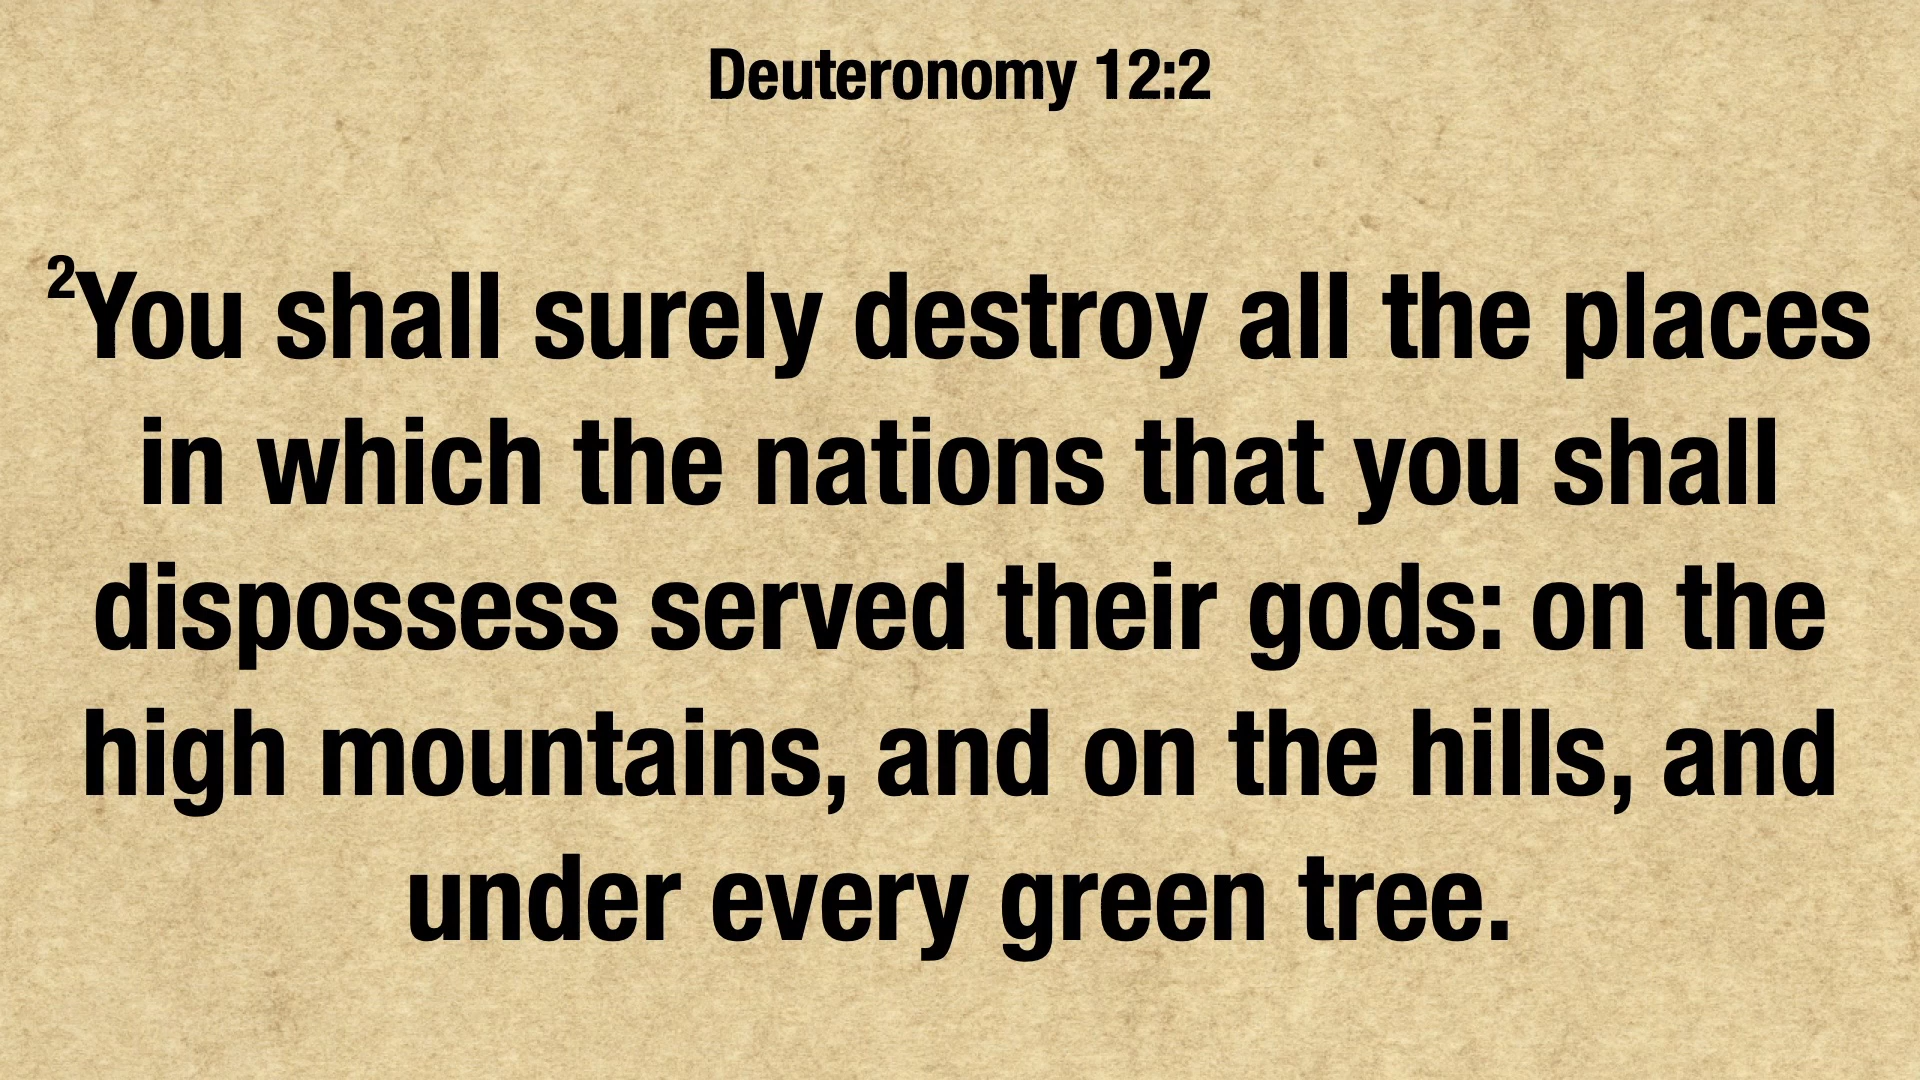 Deuteronomy 12:2
²You shall surely destroy all the places
in which the nations that you shall
dispossess served their gods: on the
high mountains, and on the hills, and
under every green tree.